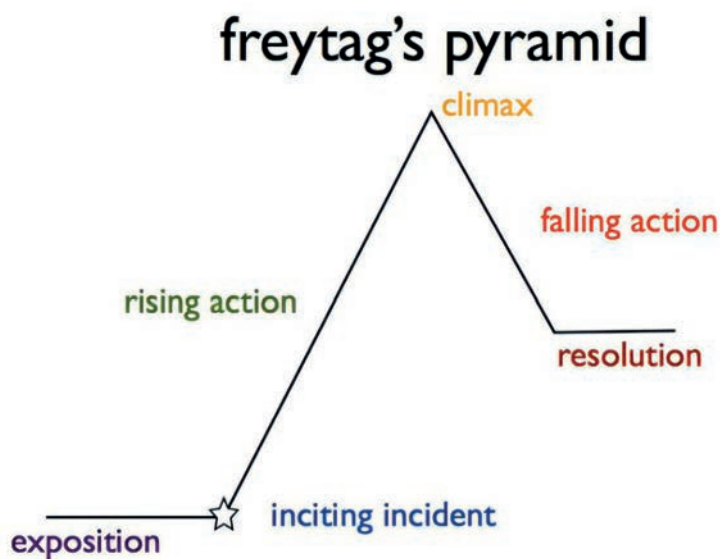 freytag's pyramid
climax
falling action
rising action
resolution
inciting incident
exposition